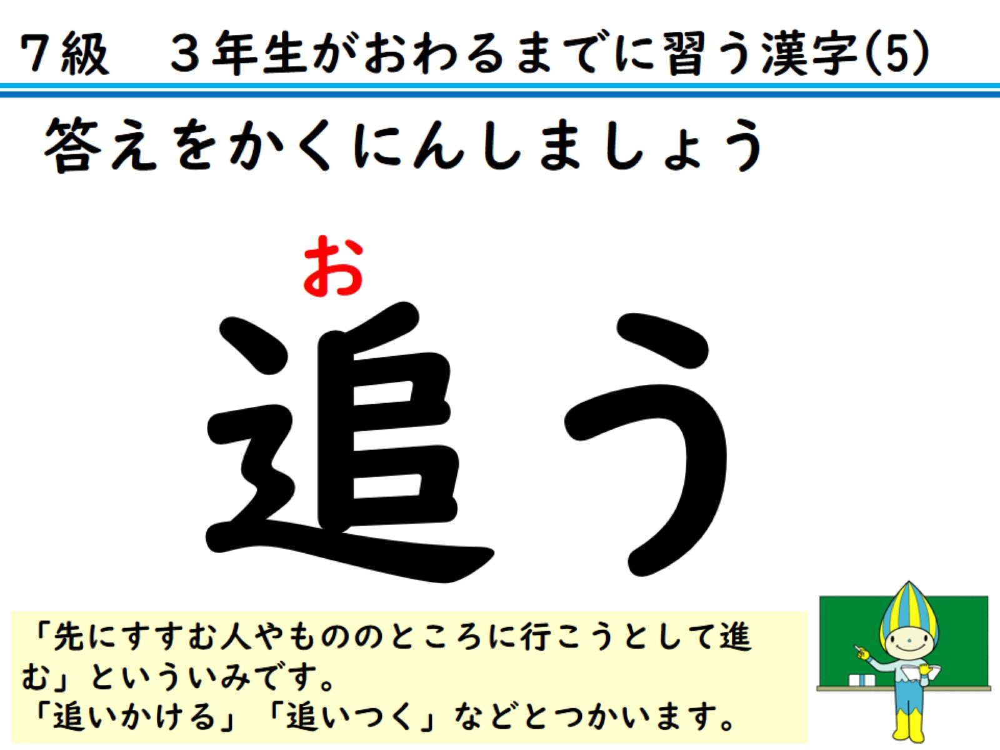 ７級　３年生がおわるまでに習う漢字(5)
答えをかくにんしましょう
お
追う
「先にすすむ人やもののところに行こうとして進
む」といういみです。
「追いかける」「追いつく」などとつかいます。